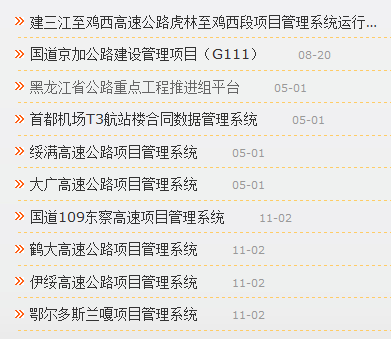 建三江至鸡西高速公路虎林至鸡西段项目管理系统运行...
国道京加公路建设管理项目（G111） 08-20
黑龙江省公路重点工程推进组平台 05-01
首都机场T3航站楼合同数据管理系统 05-01
绥满高速公路项目管理系统 05-01
大广高速公路项目管理系统 05-01
国道109东察高速项目管理系统 11-02
鹤大高速公路项目管理系统 11-02
伊绥高速公路项目管理系统 11-02
鄂尔多斯兰嘎项目管理系统 11-02